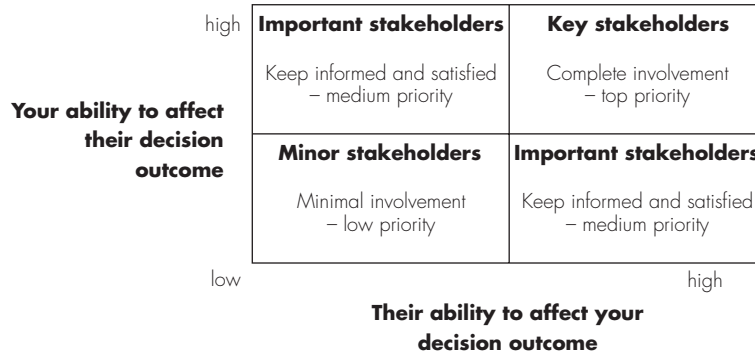 high
Important stakeholders
Key stakeholders
Keep informed and satisfied
– medium priority
Complete involvement
– top priority
Your ability to affect
their decision
outcome
Minor stakeholders
Important stakeholders
Minimal involvement
– low priority
Keep informed and satisfied
– medium priority
low
high
Their ability to affect your
decision outcome